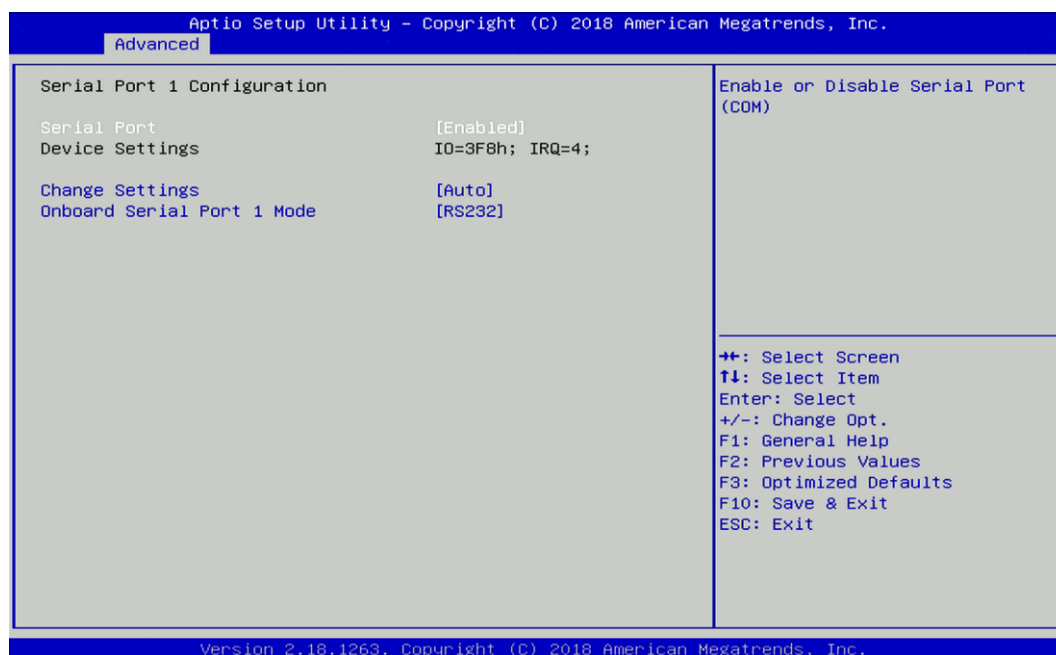 Aptio Setup Utility – Copyright (C) 2018 American Megatrends, Inc.
Advanced
Serial Port 1 Configuration
Serial Port [Enabled]
Device Settings IO=3F8h; IRQ=4;
Change Settings [Auto]
Onboard Serial Port 1 Mode [RS232]
Enable or Disable Serial Port
(COM)
→←: Select Screen
↑↓: Select Item
Enter: Select
+/-: Change Opt.
F1: General Help
F2: Previous Values
F3: Optimized Defaults
F10: Save & Exit
ESC: Exit
Version 2.18.1263. Copyright (C) 2018 American Megatrends, Inc.